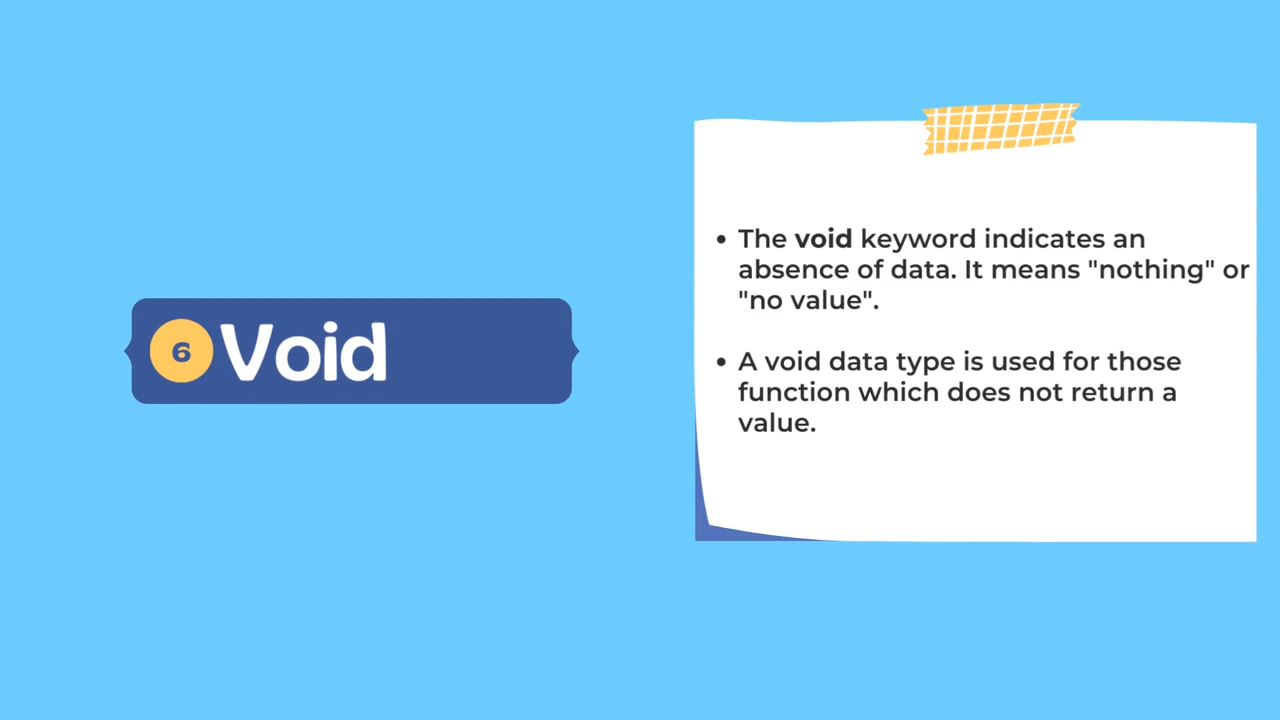 6 Void
• The void keyword indicates an
absence of data. It means "nothing" or
"no value".
• A void data type is used for those
function which does not return a
value.